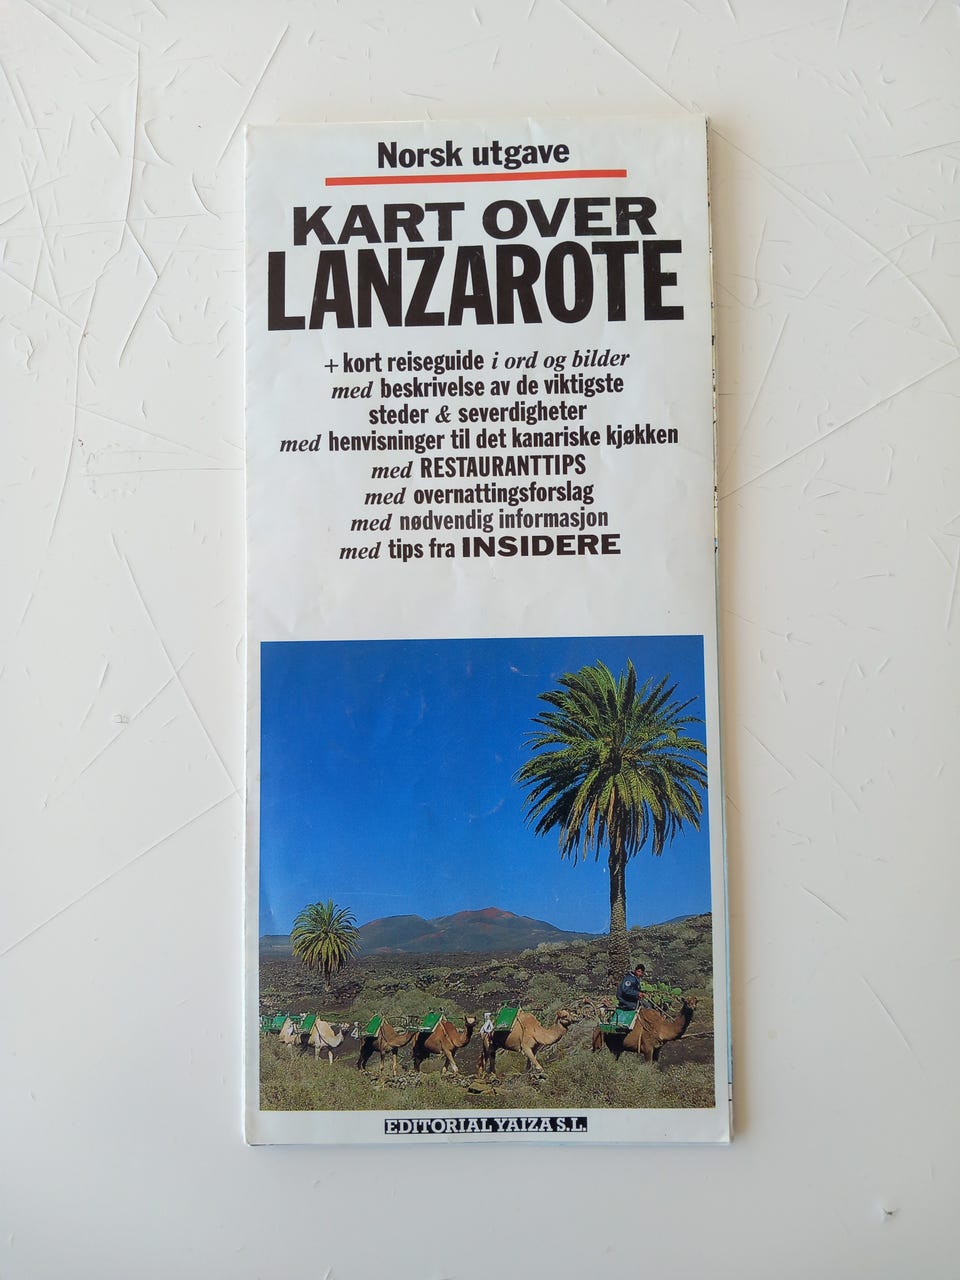 Norsk utgave
KART OVER
LANZAROTE
+ kort reiseguide i ord og bilder
med beskrivelse av de viktigste
steder & severdigheter
med henvisninger til det kanariske kjøkken
med RESTAURANTTIPS
med overnattingsforslag
med nødvendig informasjon
med tips fra INSIDERE
EDITORIAL YAIZA S.L.